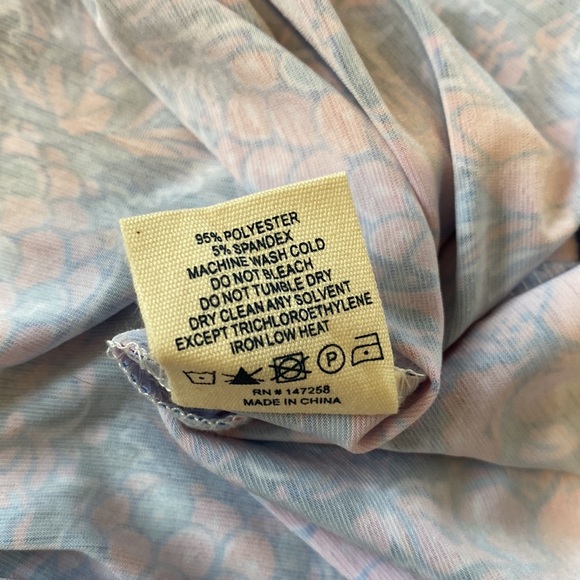 95% POLYESTER
5% SPANDEX
MACHINE WASH COLD
DO NOT BLEACH
DO NOT TUMBLE DRY
DRY CLEAN ANY SOLVENT
EXCEPT TRICHLOROETHYLENE
IRON LOW HEAT
P
RN # 147258
MADE IN CHINA